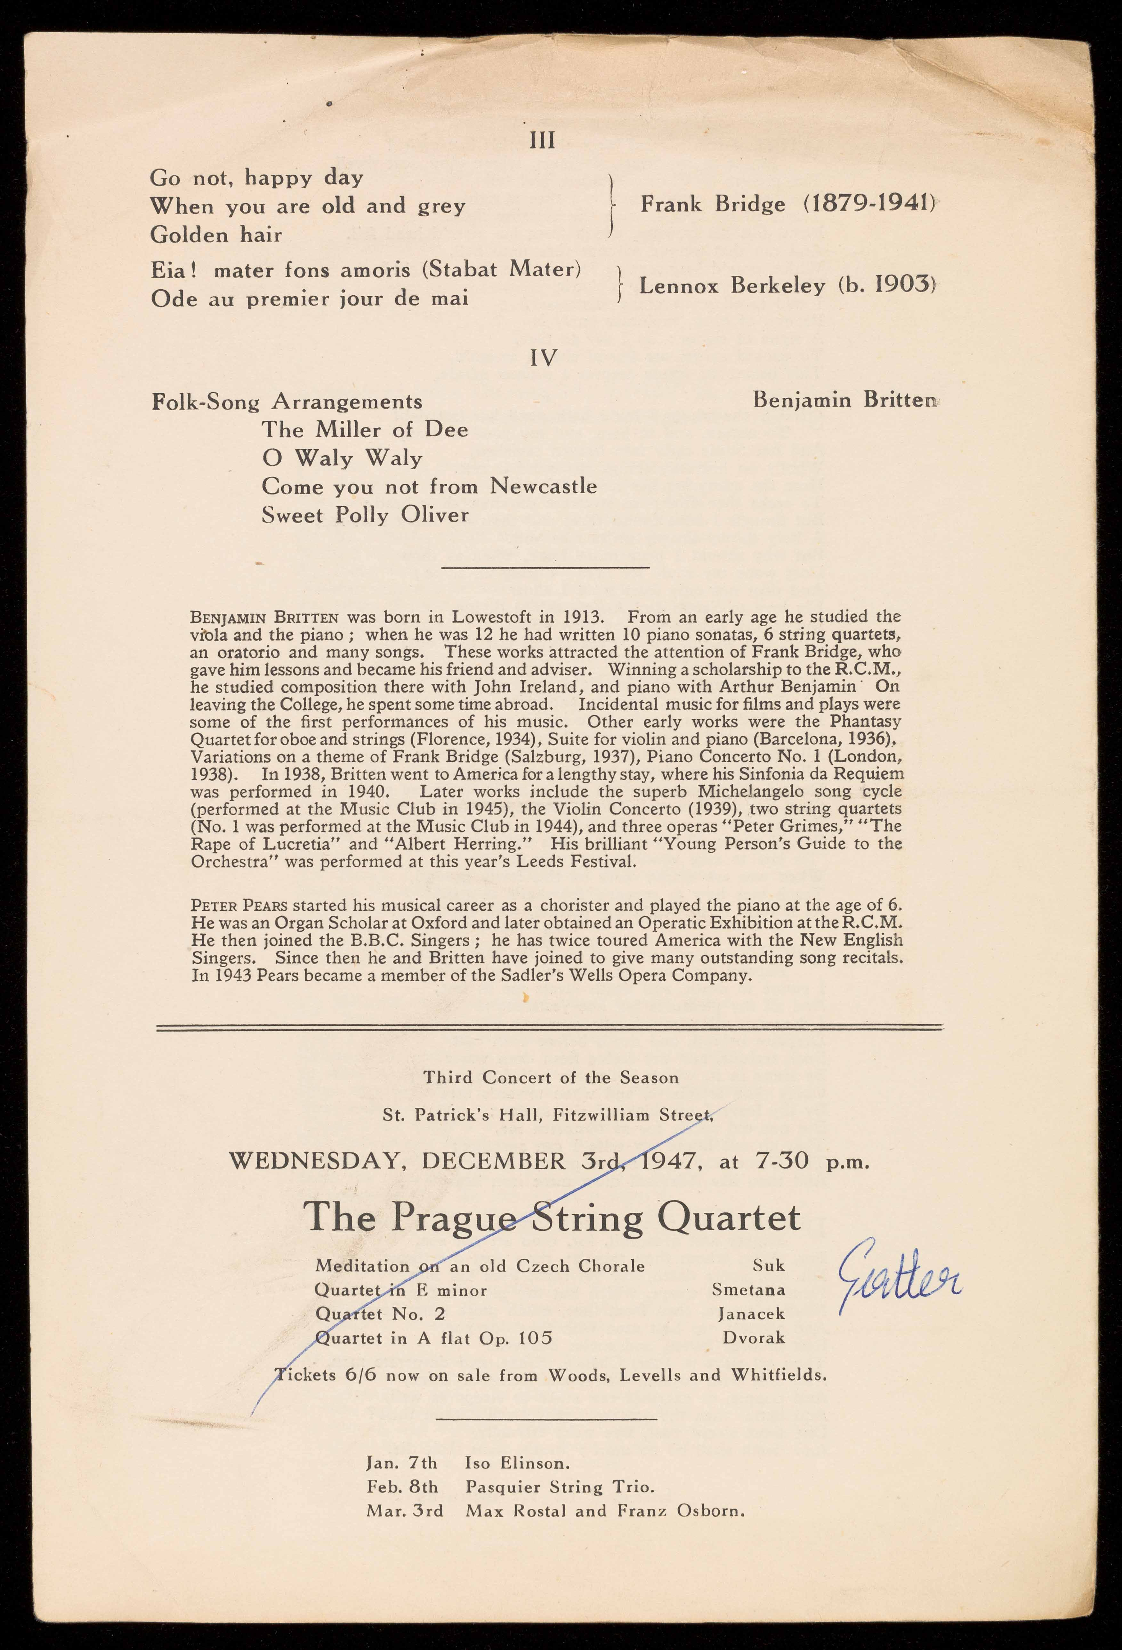 III
Go not, happy day
When you are old and grey
Golden hair
Frank Bridge (1879-1941)
Eia! mater fons amoris (Stabat Mater)
Ode au premier jour de mai
Lennox Berkeley (b. 1903)
IV
Folk-Song Arrangements Benjamin Britten
The Miller of Dee
O Waly Waly
Come you not from Newcastle
Sweet Polly Oliver
BENJAMIN BRITTEN was born in Lowestoft in 1913. From an early age he studied the
viola and the piano; when he was 12 he had written 10 piano sonatas, 6 string quartets,
an oratorio and many songs. These works attracted the attention of Frank Bridge, who
gave him lessons and became his friend and adviser. Winning a scholarship to the R.C.M.,
he studied composition there with John Ireland, and piano with Arthur Benjamin. On
leaving the College, he spent some time abroad. Incidental music for films and plays were
some of the first performances of his music. Other early works were the Phantasy
Quartet for oboe and strings (Florence, 1934), Suite for violin and piano (Barcelona, 1936),
Variations on a theme of Frank Bridge (Salzburg, 1937), Piano Concerto No. 1 (London,
1938). In 1938, Britten went to America for a lengthy stay, where his Sinfonia da Requiem
was performed in 1940. Later works include the superb Michelangelo song cycle
(performed at the Music Club in 1945), the Violin Concerto (1939), two string quartets
(No. 1 was performed at the Music Club in 1944), and three operas "Peter Grimes," "The
Rape of Lucretia" and "Albert Herring." His brilliant "Young Person's Guide to the
Orchestra" was performed at this year's Leeds Festival.
PETER PEARS started his musical career as a chorister and played the piano at the age of 6.
He was an Organ Scholar at Oxford and later obtained an Operatic Exhibition at the R.C.M.
He then joined the B.B.C. Singers; he has twice toured America with the New English
Singers. Since then he and Britten have joined to give many outstanding song recitals.
In 1943 Pears became a member of the Sadler's Wells Opera Company.
Third Concert of the Season
St. Patrick's Hall, Fitzwilliam Street,
WEDNESDAY, DECEMBER 3rd, 1947, at 7-30 p.m.
The Prague String Quartet
Meditation on an old Czech Chorale Suk
Quartet in E minor Smetana
Quartet No. 2 Janacek
Quartet in A flat Op. 105 Dvorak
Tickets 6/6 now on sale from Woods, Levells and Whitfields.
Jan. 7th Iso Elinson.
Feb. 8th Pasquier String Trio.
Mar. 3rd Max Rostal and Franz Osborn.